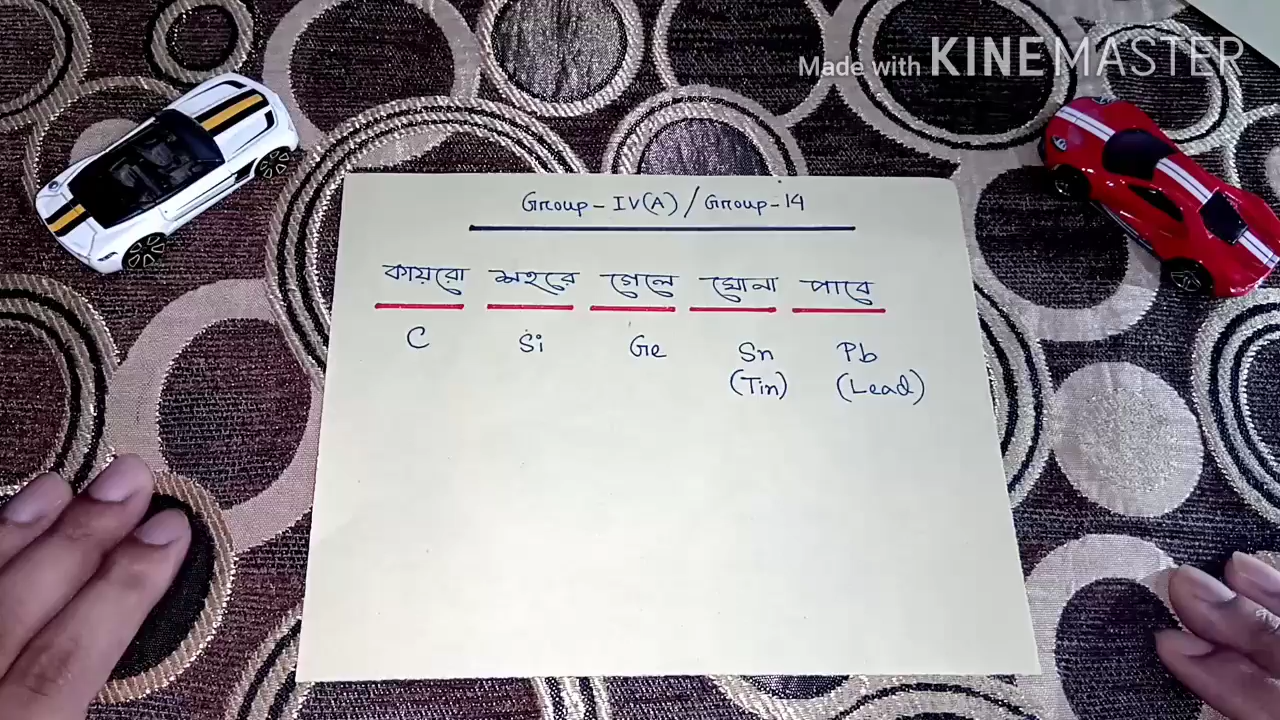 Made with KINEMASTER
Group-IV(A)/Group-14
কায়রো শহরে গেলে সোনা পাবে
C Si Ge Sn Pb
(Tin) (Lead)